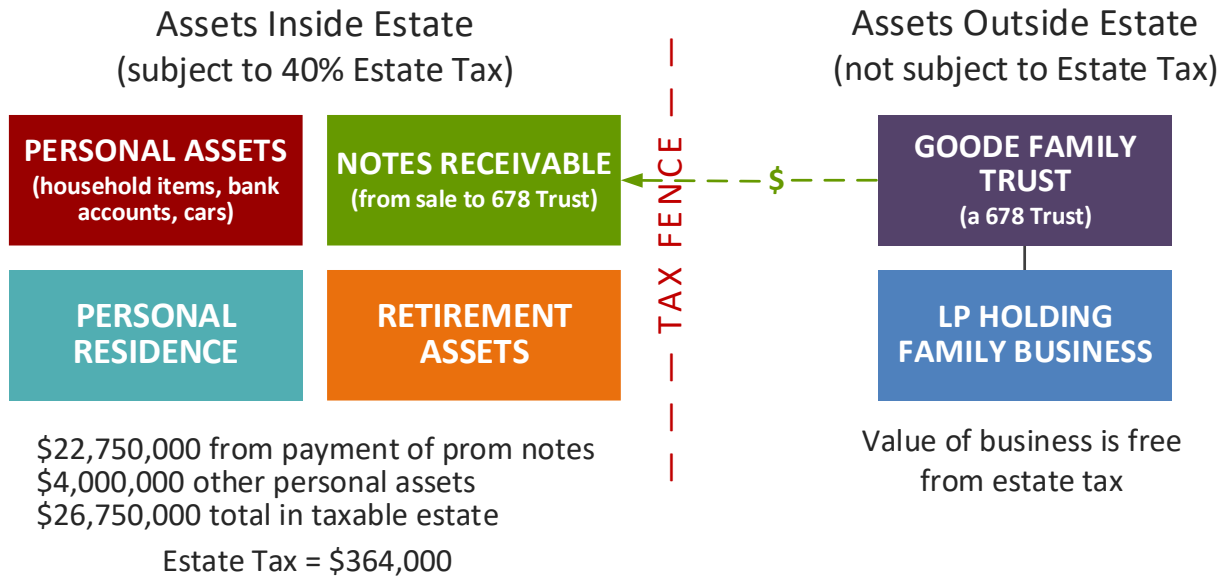 Assets Inside Estate
(subject to 40% Estate Tax)
PERSONAL ASSETS
(household items, bank
accounts, cars)
NOTES RECEIVABLE
(from sale to 678 Trust)
PERSONAL
RESIDENCE
RETIREMENT
ASSETS
$22,750,000 from payment of prom notes
$4,000,000 other personal assets
$26,750,000 total in taxable estate
Estate Tax = $364,000
TAX FENCE
$
Assets Outside Estate
(not subject to Estate Tax)
GOODE FAMILY
TRUST
(a 678 Trust)
LP HOLDING
FAMILY BUSINESS
Value of business is free
from estate tax